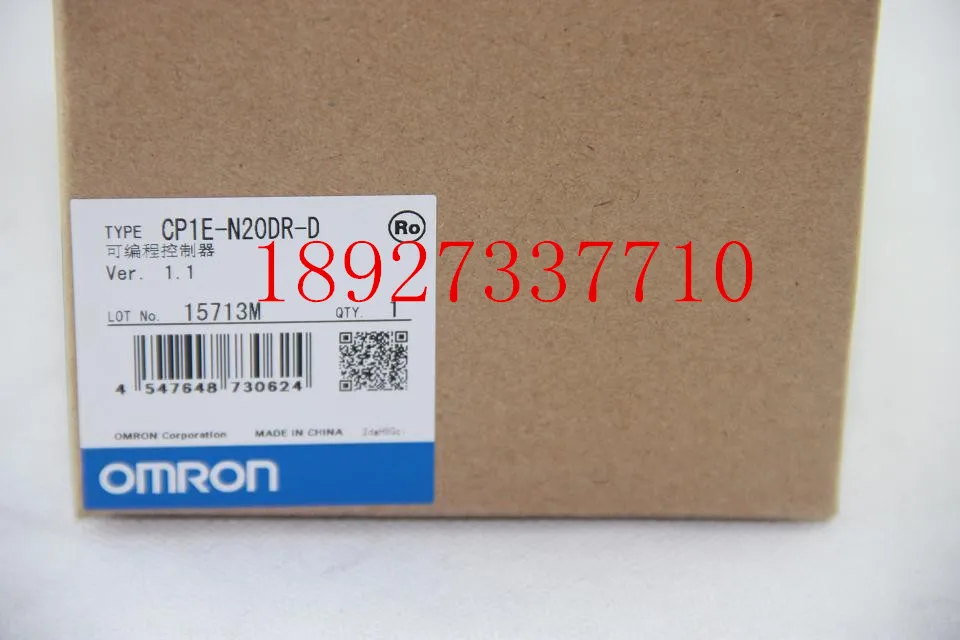 TYPE CP1E-N20DR-D
Ro
可编程控制器
Ver. 1.1
18927337710
LOT No. 15713M QTY. 1
4 547648 730624
OMRON Corporation MADE IN CHINA
OMRON